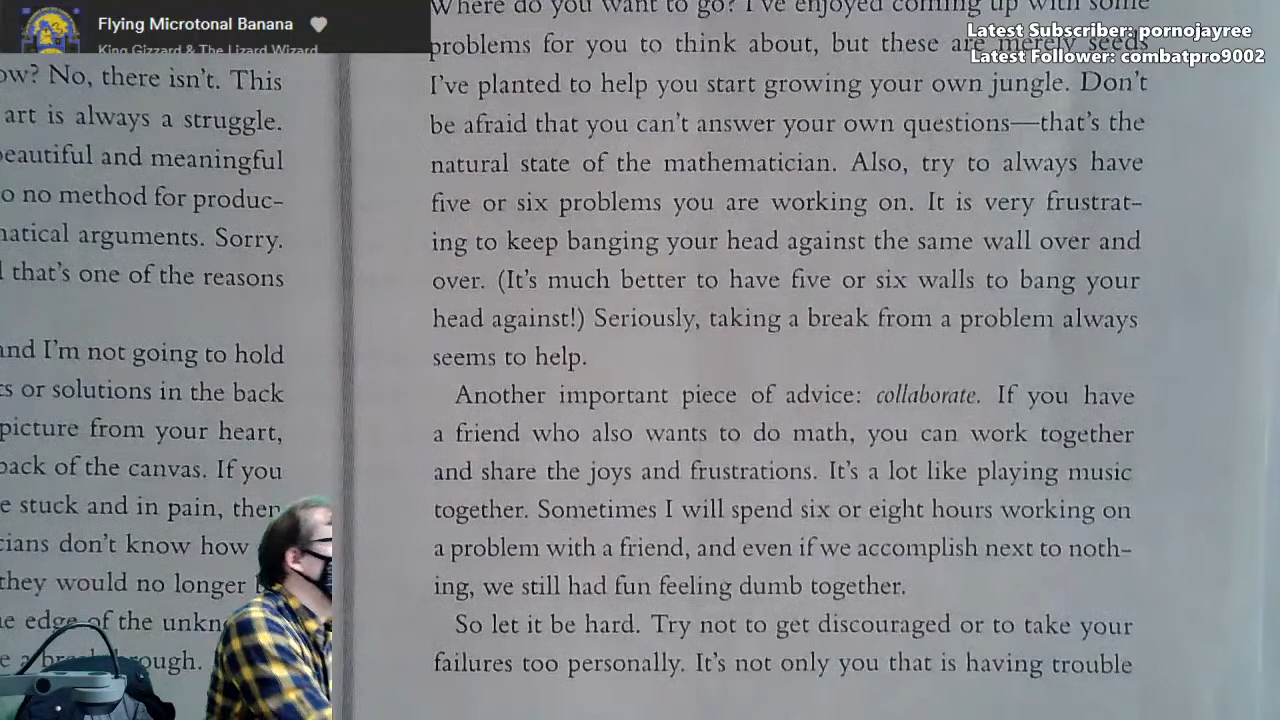 Flying Microtonal Banana
King Gizzard & The Lizard Wizard
Latest Subscriber: pornojayree
Latest Follower: combatpro9002
No, there isn't. This
art is always a struggle.
and meaningful
no method for produc-
arguments. Sorry.
that's one of the reasons
I'm not going to hold
or solutions in the back
picture from your heart,
of the canvas. If you
stuck and in pain, then
don't know how
they would no longer
edge of the
Where do you want to go? I've enjoyed coming up with some
problems for you to think about, but these are merely seeds
I've planted to help you start growing your own jungle. Don't
be afraid that you can't answer your own questions—that's the
natural state of the mathematician. Also, try to always have
five or six problems you are working on. It is very frustrat-
ing to keep banging your head against the same wall over and
over. (It's much better to have five or six walls to bang your
head against!) Seriously, taking a break from a problem always
seems to help.
Another important piece of advice: collaborate. If you have
a friend who also wants to do math, you can work together
and share the joys and frustrations. It's a lot like playing music
together. Sometimes I will spend six or eight hours working on
a problem with a friend, and even if we accomplish next to noth-
ing, we still had fun feeling dumb together.
So let it be hard. Try not to get discouraged or to take your
failures too personally. It's not only you that is having trouble